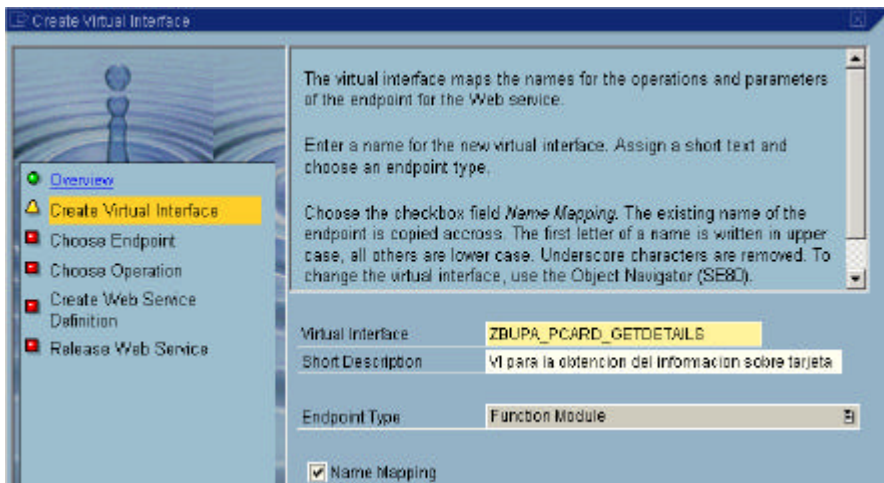 Create Virtual Interface
The virtual interface maps the names for the operations and parameters
of the endpoint for the Web service.
Enter a name for the new virtual interface. Assign a short text and
choose an endpoint type.
Choose the checkbox field Name Mapping. The existing name of the
endpoint is copied accross. The first letter of a name is written in upper
case, all others are lower case. Underscore characters are removed. To
change the virtual interface, use the Object Navigator (SE80).
Overview
Create Virtual Interface
Choose Endpoint
Choose Operation
Create Web Service
Definition
Release Web Service
Virtual Interface ZBUPA_PCARD_GETDETAILS
Short Description VI para la obtencion del informacion sobre tarjeta
Endpoint Type Function Module
Name Mapping